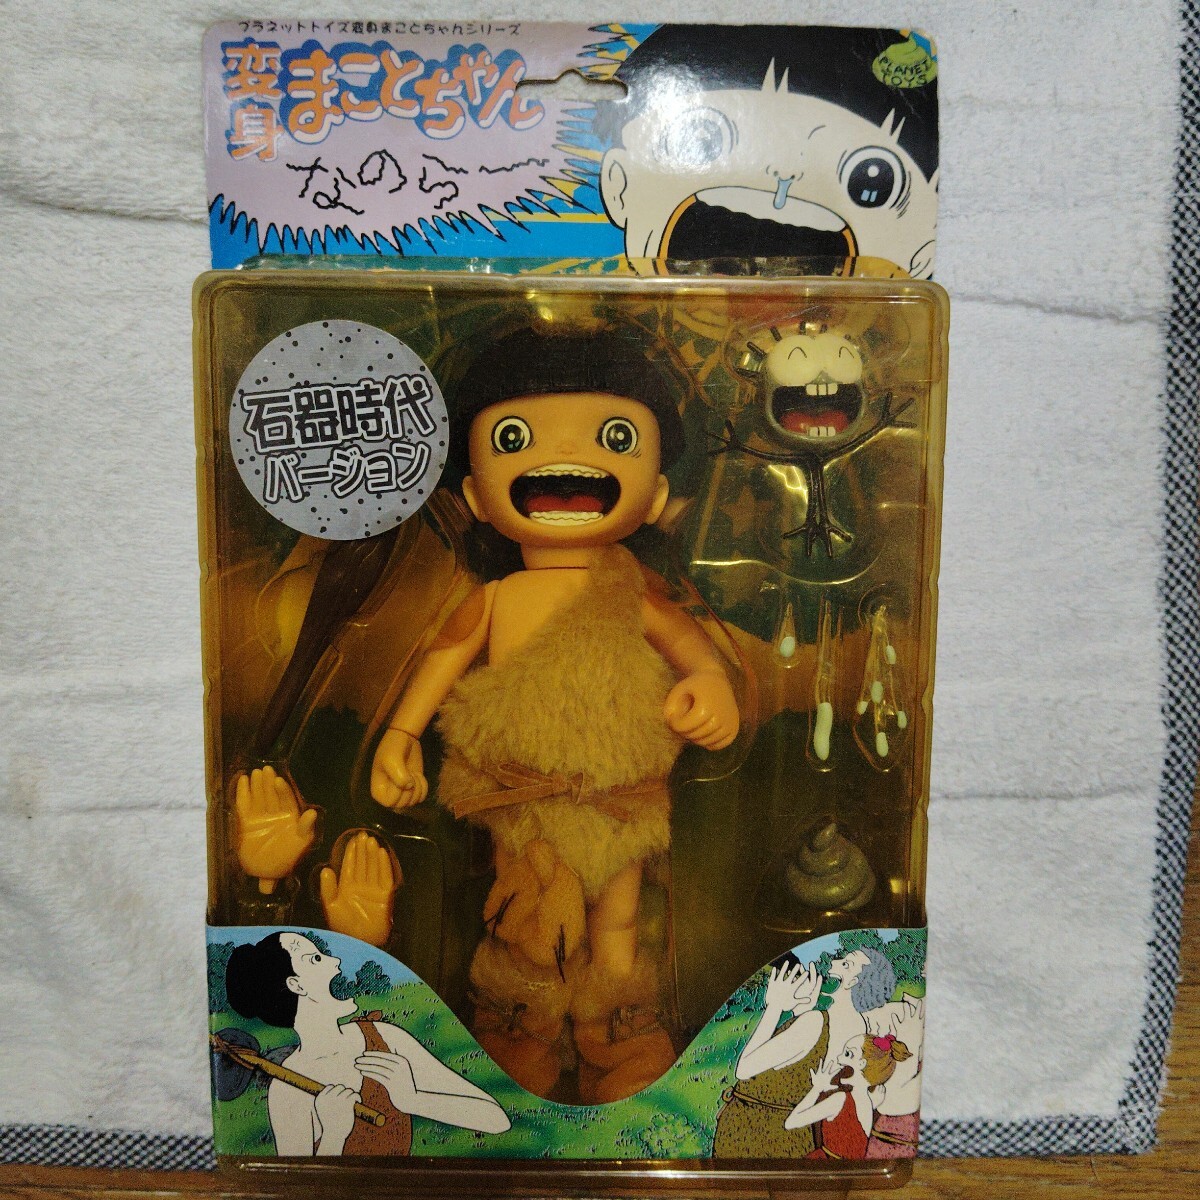 プラネットトイズ変身まことちゃんシリーズ
変身まことちゃん
なのらー
PLANET TOYS
石器時代
バージョン